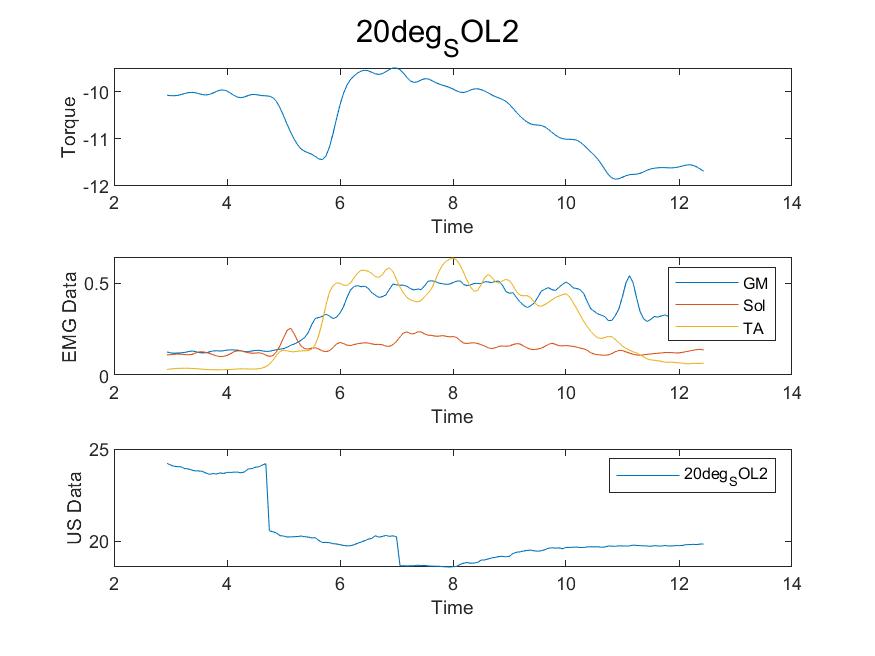 20deg_SOL2
Torque
-10
-11
-12
2 4 6 8 10 12 14
Time
EMG Data
0.5
0
GM
Sol
TA
2 4 6 8 10 12 14
Time
US Data
25
20
20deg_SOL2
2 4 6 8 10 12 14
Time